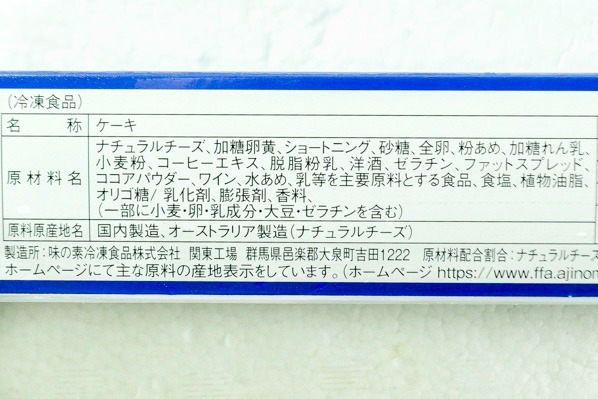 (冷凍食品)
名 称 ケーキ
原材料名 ナチュラルチーズ、加糖卵黄、ショートニング、砂糖、全卵、粉あめ、加糖れん乳、
小麦粉、コーヒーエキス、脱脂粉乳、洋酒、ゼラチン、ファットスプレッド、
ココアパウダー、ワイン、水あめ、乳等を主要原料とする食品、食塩、植物油脂、
オリゴ糖/ 乳化剤、膨張剤、香料、
(一部に小麦・卵・乳成分・大豆・ゼラチンを含む)
原料原産地名 国内製造、オーストラリア製造(ナチュラルチーズ)
製造所:味の素冷凍食品株式会社 関東工場 群馬県邑楽郡大泉町吉田1222 原材料配合割合:ナチュラルチーズ
ホームページにて主な原料の産地表示をしています。(ホームページ https://www.ffa.ajinom